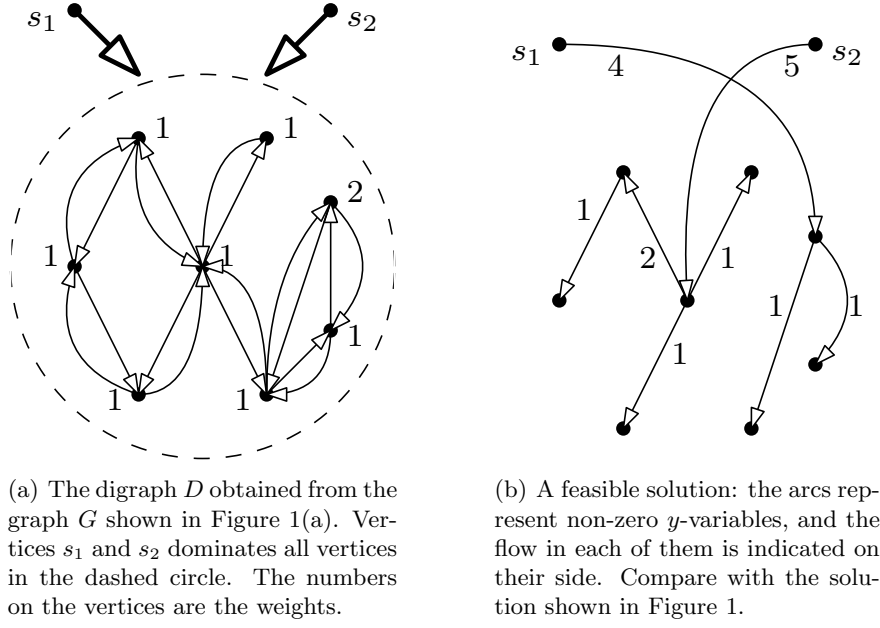 s₁
s₂
1
1
2
1
1
1
1
1
s₁
4
5
s₂
1
2
1
1
1
1
(a) The digraph D obtained from the
graph G shown in Figure 1(a). Ver-
tices s₁ and s₂ dominates all vertices
in the dashed circle. The numbers
on the vertices are the weights.
(b) A feasible solution: the arcs rep-
resent non-zero y-variables, and the
flow in each of them is indicated on
their side. Compare with the solu-
tion shown in Figure 1.